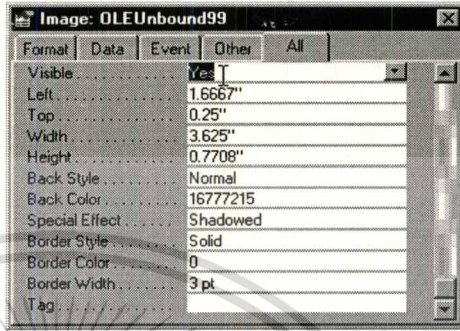 Image: OLEUnbound99
Format Data Event Other All
Visible Yes
Left 1.6667"
Top 0.25"
Width 3.625"
Height 0.7708"
Back Style Normal
Back Color 16777215
Special Effect Shadowed
Border Style Solid
Border Color 0
Border Width 3 pt
Tag